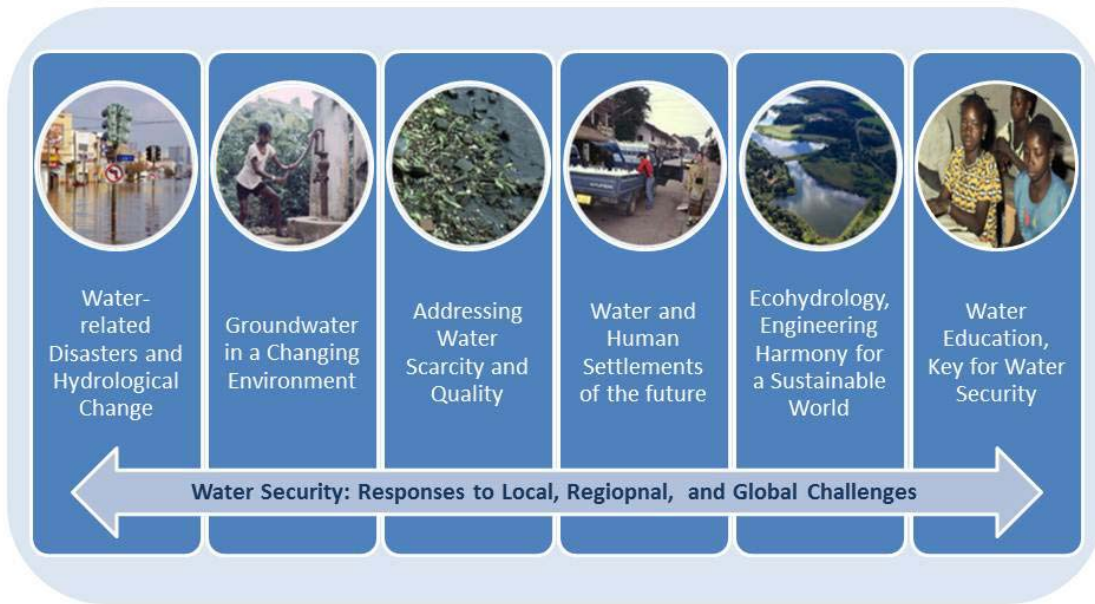 Water-
related
Disasters and
Hydrological
Change
Groundwater
in a Changing
Environment
Addressing
Water
Scarcity and
Quality
Water and
Human
Settlements
of the future
Ecohydrology,
Engineering
Harmony for
a Sustainable
World
Water
Education,
Key for Water
Security
Water Security: Responses to Local, Regiopnal,  and Global Challenges